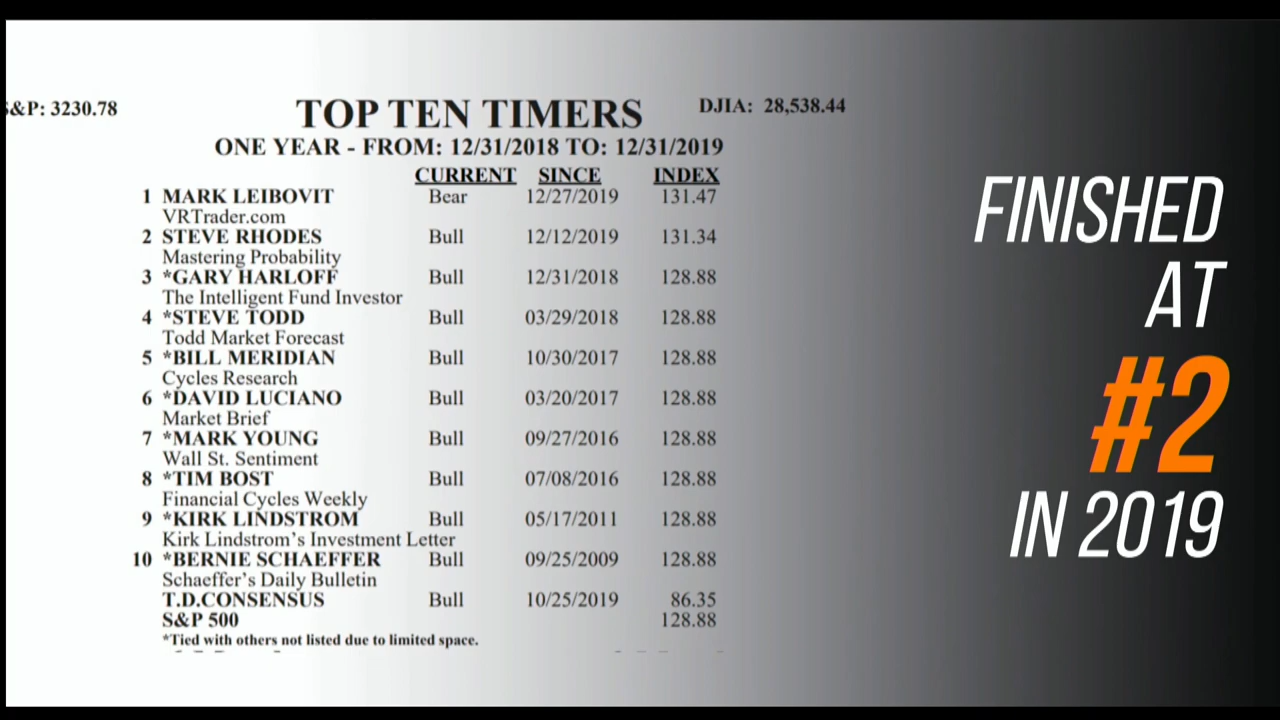 S&P: 3230.78
TOP TEN TIMERS
DJIA: 28,538.44
ONE YEAR - FROM: 12/31/2018 TO: 12/31/2019
CURRENT SINCE INDEX
1 MARK LEIBOVIT Bear 12/27/2019 131.47
VRTrader.com
2 STEVE RHODES Bull 12/12/2019 131.34
Mastering Probability
3 *GARY HARLOFF Bull 12/31/2018 128.88
The Intelligent Fund Investor
4 *STEVE TODD Bull 03/29/2018 128.88
Todd Market Forecast
5 *BILL MERIDIAN Bull 10/30/2017 128.88
Cycles Research
6 *DAVID LUCIANO Bull 03/20/2017 128.88
Market Brief
7 *MARK YOUNG Bull 09/27/2016 128.88
Wall St. Sentiment
8 *TIM BOST Bull 07/08/2016 128.88
Financial Cycles Weekly
9 *KIRK LINDSTROM Bull 05/17/2011 128.88
Kirk Lindstrom's Investment Letter
10 *BERNIE SCHAEFFER Bull 09/25/2009 128.88
Schaeffer's Daily Bulletin
T.D.CONSENSUS Bull 10/25/2019 86.35
S&P 500 128.88
*Tied with others not listed due to limited space.
FINISHED
AT
#2
IN 2019